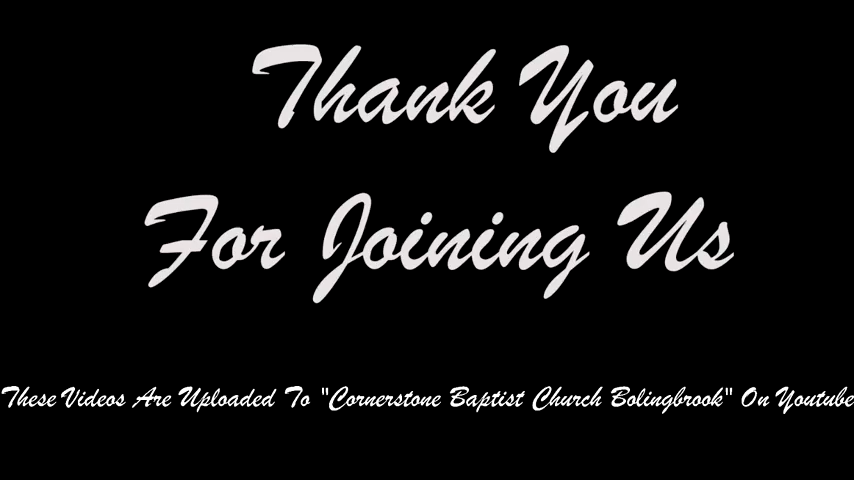 Thank You
For Joining Us
These Videos Are Uploaded To "Cornerstone Baptist Church Bolingbrook" On Youtube